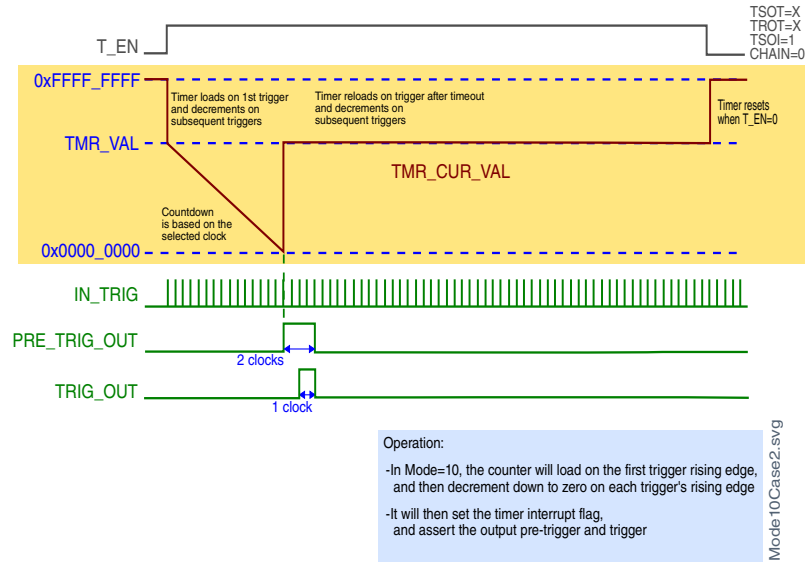 TSOT=X
TROT=X
TSOI=1
CHAIN=0
T_EN
0xFFFF_FFFF
Timer loads on 1st trigger
and decrements on
subsequent triggers
Timer reloads on trigger after timeout
and decrements on
subsequent triggers
Timer resets
when T_EN=0
TMR_VAL
TMR_CUR_VAL
Countdown
is based on the
selected clock
0x0000_0000
IN_TRIG
PRE_TRIG_OUT
2 clocks
TRIG_OUT
1 clock
Operation:
-In Mode=10, the counter will load on the first trigger rising edge,
and then decrement down to zero on each trigger's rising edge
-It will then set the timer interrupt flag,
and assert the output pre-trigger and trigger
Mode10Case2.svg